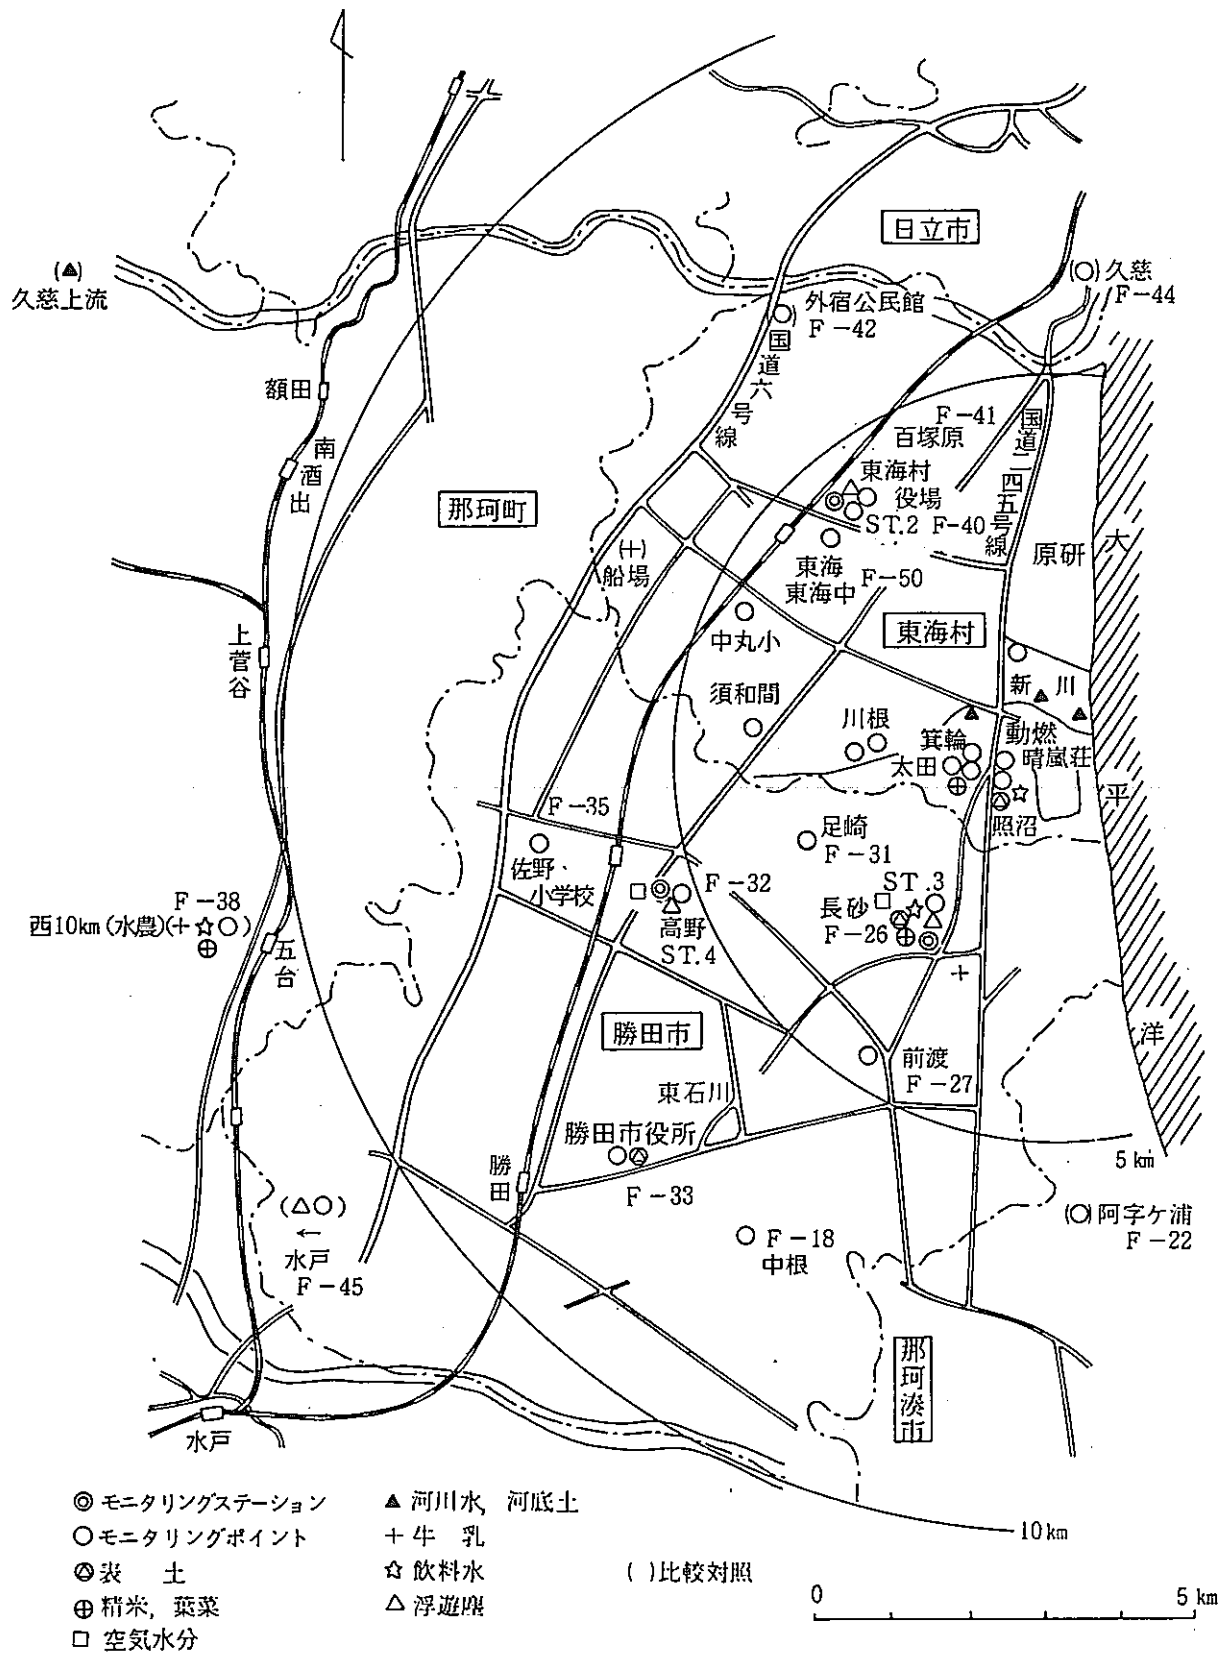 日立市
(▲)
久慈上流
(○)久慈
F-44
外宿公民館
F-42
国道六号線
額田
南酒出
F-41
百塚原
国道二四五号線
東海村
役場
那珂町
ST.2 F-40
(+)
船場
原研
大平洋
東海
東海中
F-50
上菅谷
中丸小
東海村
新川
須和間
川根
箕輪
動燃
晴嵐荘
太田
照沼
F-35
足崎
F-31
佐野小学校
F-32
ST.3
高野
ST.4
長砂
F-26
F-38
西10km(水農)(+☆○)
五台
勝田市
前渡
F-27
東石川
勝田市役所
F-33
勝田
5km
(△○)
←
水戸
F-45
F-18
中根
(○)阿字ケ浦
F-22
那珂湊市
水戸
10km
◎ モニタリングステーション
○ モニタリングポイント
表 土
⊕ 精米, 葉菜
□ 空気水分
▲ 河川水, 河底土
+ 牛 乳
☆ 飲料水
△ 浮遊塵
( )比較対照
0 5km